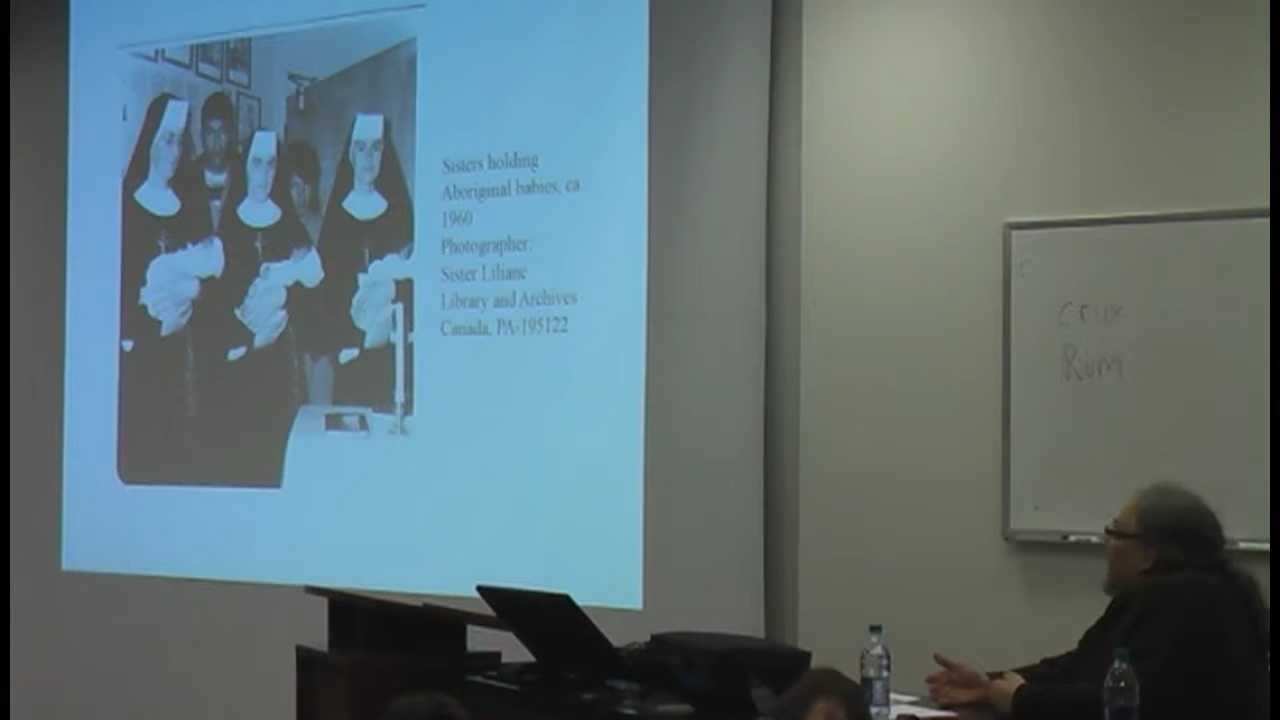 Sisters holding
Aboriginal babies, ca.
1960
Photographer:
Sister Liliane
Library and Archives
Canada, PA-195122
crux
Rum